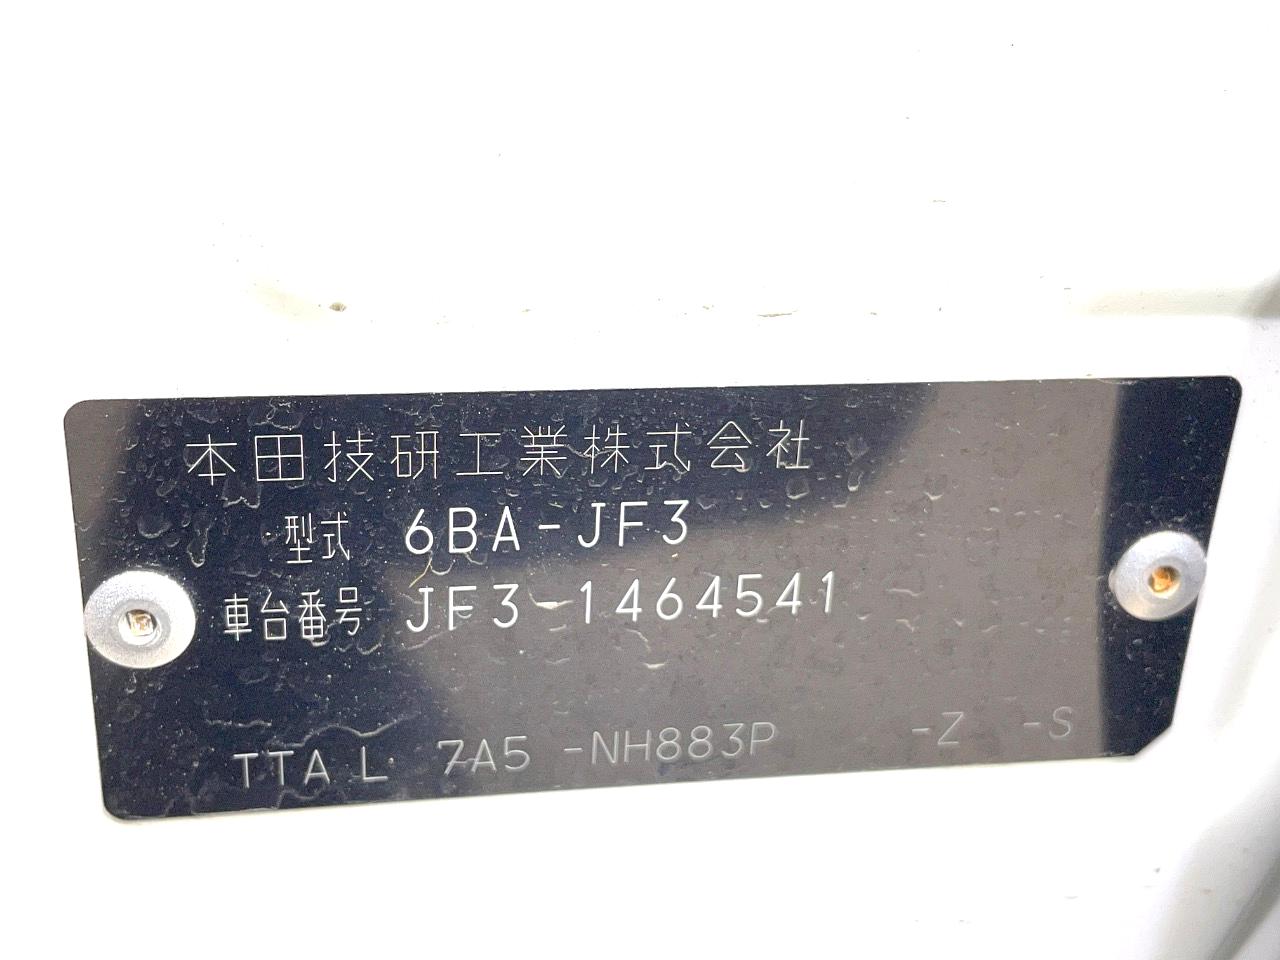 本田技研工業株式会社
型式 6BA-JF3
車台番号 JF3-1464541
TTA L 7A5 -NH883P -Z -S